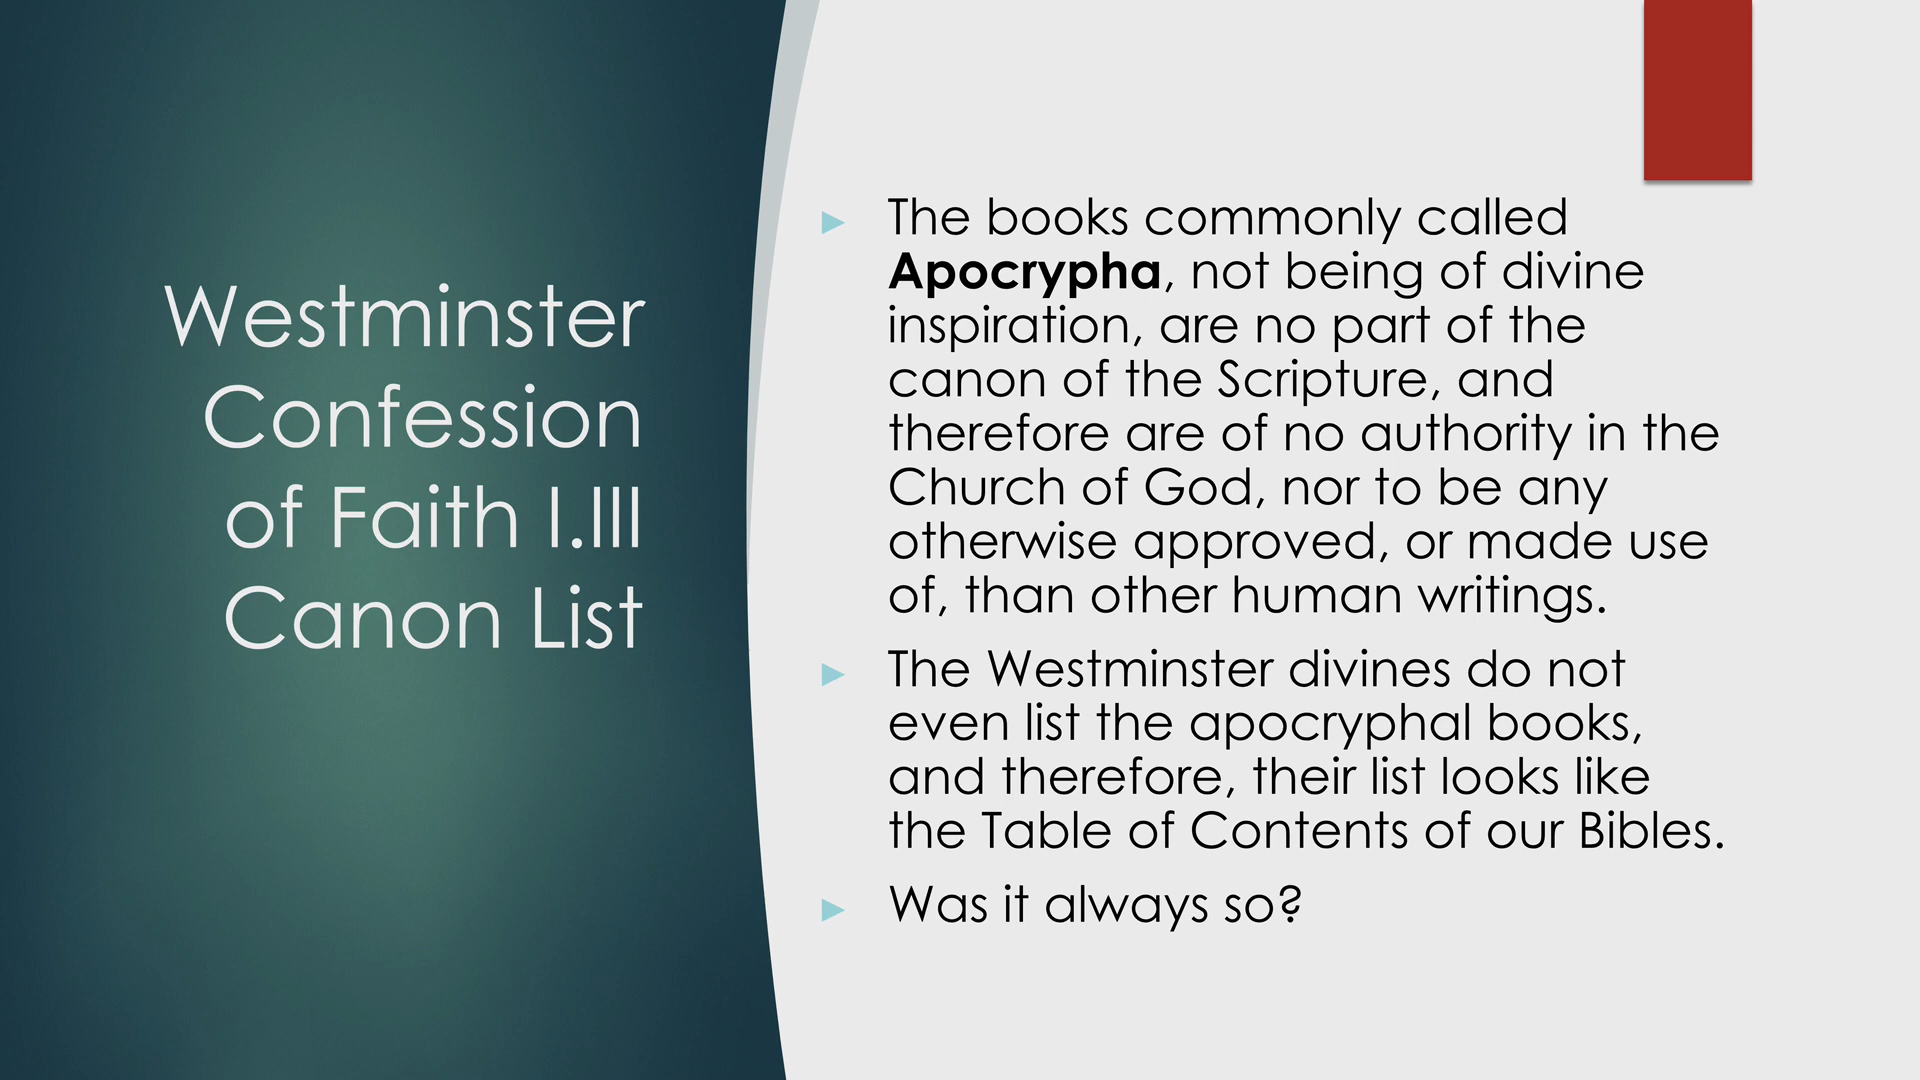 Westminster
Confession
of Faith I.III
Canon List
The books commonly called
Apocrypha, not being of divine
inspiration, are no part of the
canon of the Scripture, and
therefore are of no authority in the
Church of God, nor to be any
otherwise approved, or made use
of, than other human writings.
The Westminster divines do not
even list the apocryphal books,
and therefore, their list looks like
the Table of Contents of our Bibles.
Was it always so?